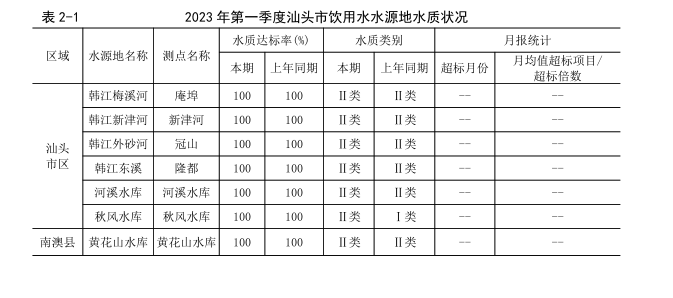 表 2-1 2023 年第一季度汕头市饮用水水源地水质状况
区域 水源地名称 测点名称 水质达标率(%) 水质类别 月报统计
本期 上年同期 本期 上年同期 超标月份 月均值超标项目/
超标倍数
汕头
市区
韩江梅溪河 庵埠 100 100 Ⅱ类 Ⅱ类 -- --
韩江新津河 新津河 100 100 Ⅱ类 Ⅱ类 -- --
韩江外砂河 冠山 100 100 Ⅱ类 Ⅱ类 -- --
韩江东溪 隆都 100 100 Ⅱ类 Ⅱ类 -- --
河溪水库 河溪水库 100 100 Ⅱ类 Ⅱ类 -- --
秋风水库 秋风水库 100 100 Ⅱ类 Ⅰ类 -- --
南澳县 黄花山水库 黄花山水库 100 100 Ⅱ类 Ⅱ类 -- --